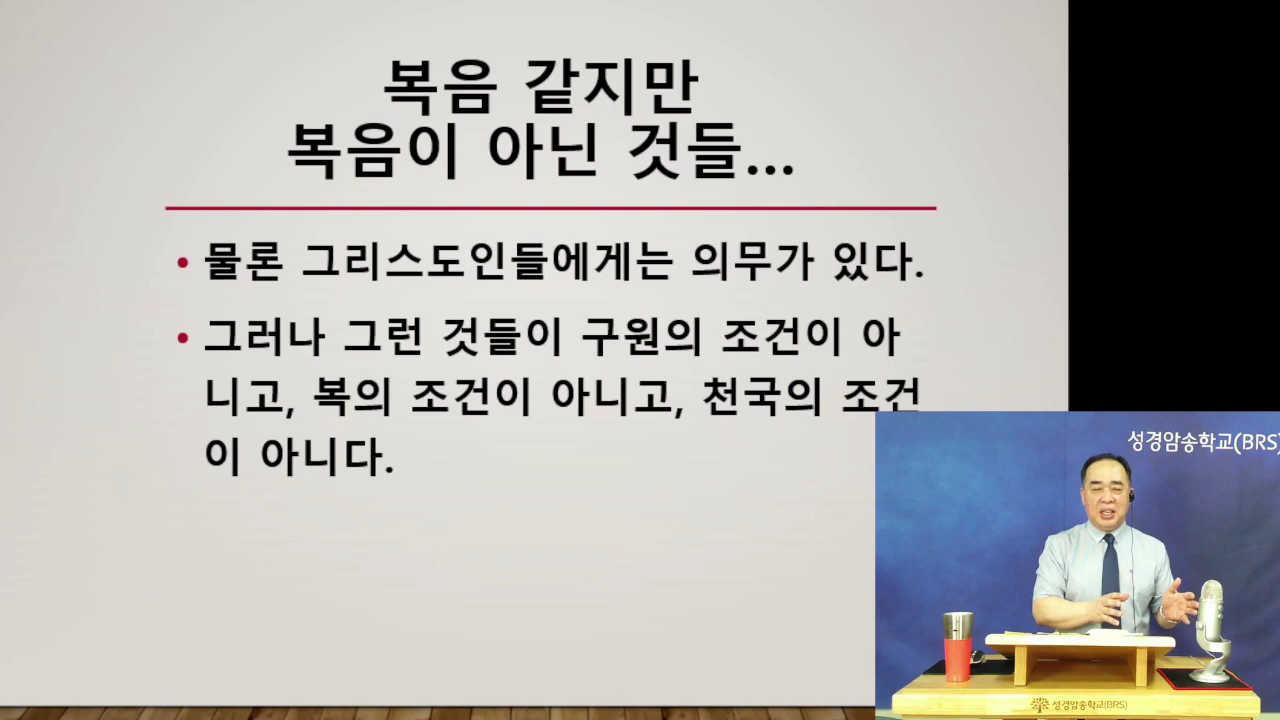 복음 같지만
복음이 아닌 것들...
• 물론 그리스도인들에게는 의무가 있다.
• 그러나 그런 것들이 구원의 조건이 아
니고, 복의 조건이 아니고, 천국의 조건
이 아니다.
성경암송학교(BRS)
성경암송학교(BRS)